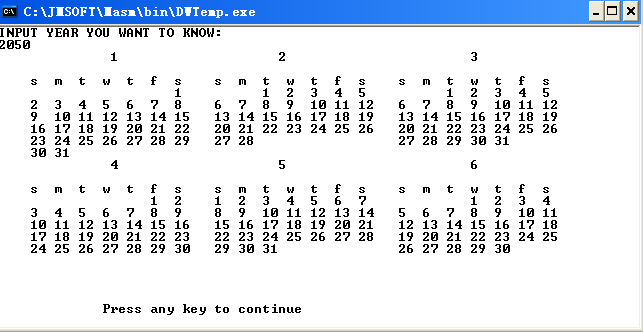 C:\JMSOFT\Masm\bin\DWTemp.exe
INPUT YEAR YOU WANT TO KNOW:
2050
1 2 3
s m t w t f s s m t w t f s s m t w t f s
1 1 2 3 4 5 1 2 3 4 5
2 3 4 5 6 7 8 6 7 8 9 10 11 12 6 7 8 9 10 11 12
9 10 11 12 13 14 15 13 14 15 16 17 18 19 13 14 15 16 17 18 19
16 17 18 19 20 21 22 20 21 22 23 24 25 26 20 21 22 23 24 25 26
23 24 25 26 27 28 29 27 28 27 28 29 30 31
30 31
4 5 6
s m t w t f s s m t w t f s s m t w t f s
1 2 1 2 3 4 5 6 7 1 2 3 4
3 4 5 6 7 8 9 8 9 10 11 12 13 14 5 6 7 8 9 10 11
10 11 12 13 14 15 16 15 16 17 18 19 20 21 12 13 14 15 16 17 18
17 18 19 20 21 22 23 22 23 24 25 26 27 28 19 20 21 22 23 24 25
24 25 26 27 28 29 30 29 30 31 26 27 28 29 30
Press any key to continue